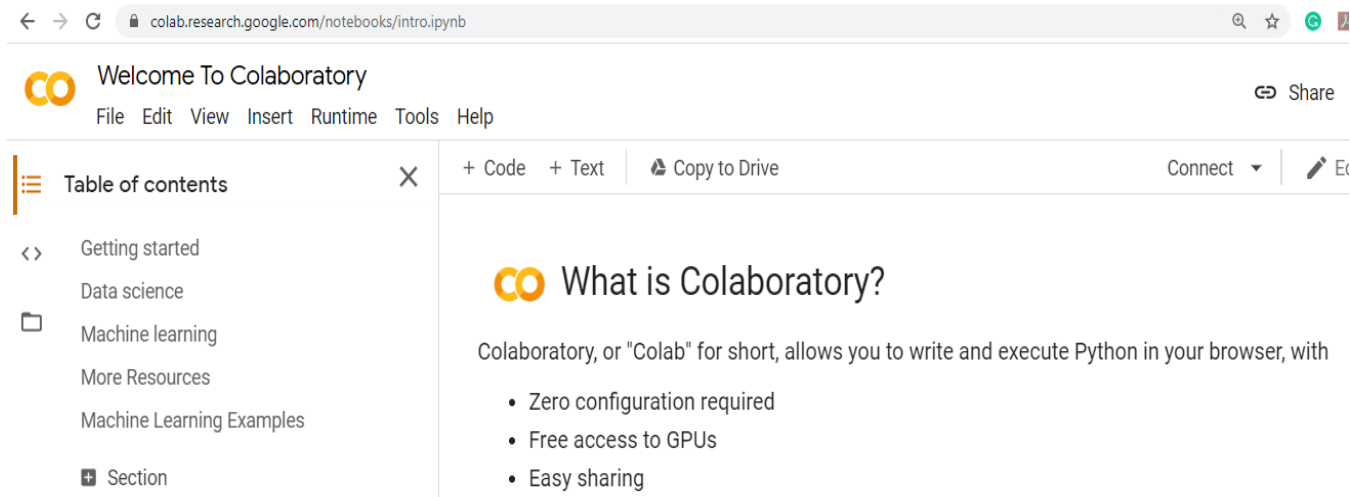 colab.research.google.com/notebooks/intro.ipynb
Welcome To Colaboratory
File Edit View Insert Runtime Tools Help
Share
Table of contents
+ Code + Text Copy to Drive
Connect
Getting started
Data science
Machine learning
More Resources
Machine Learning Examples
Section
CO What is Colaboratory?
Colaboratory, or "Colab" for short, allows you to write and execute Python in your browser, with
• Zero configuration required
• Free access to GPUs
• Easy sharing